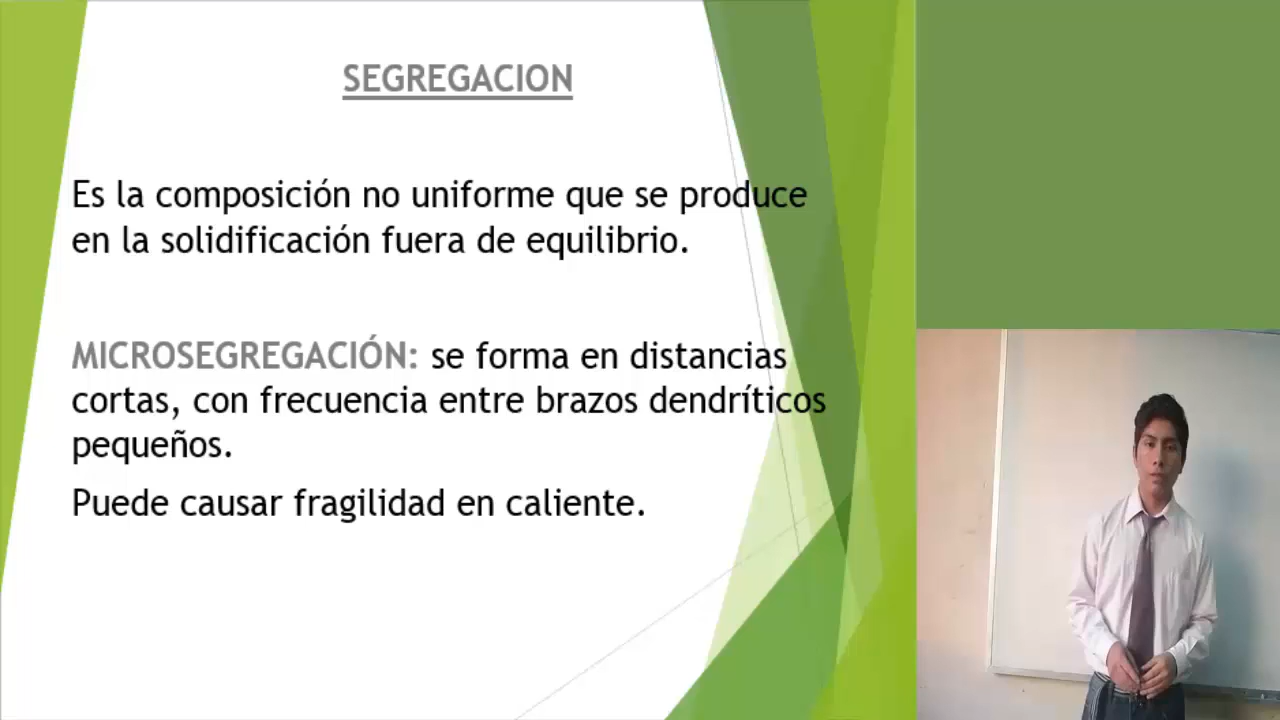 SEGREGACION
Es la composición no uniforme que se produce
en la solidificación fuera de equilibrio.
MICROSEGREGACIÓN: se forma en distancias
cortas, con frecuencia entre brazos dendríticos
pequeños.
Puede causar fragilidad en caliente.